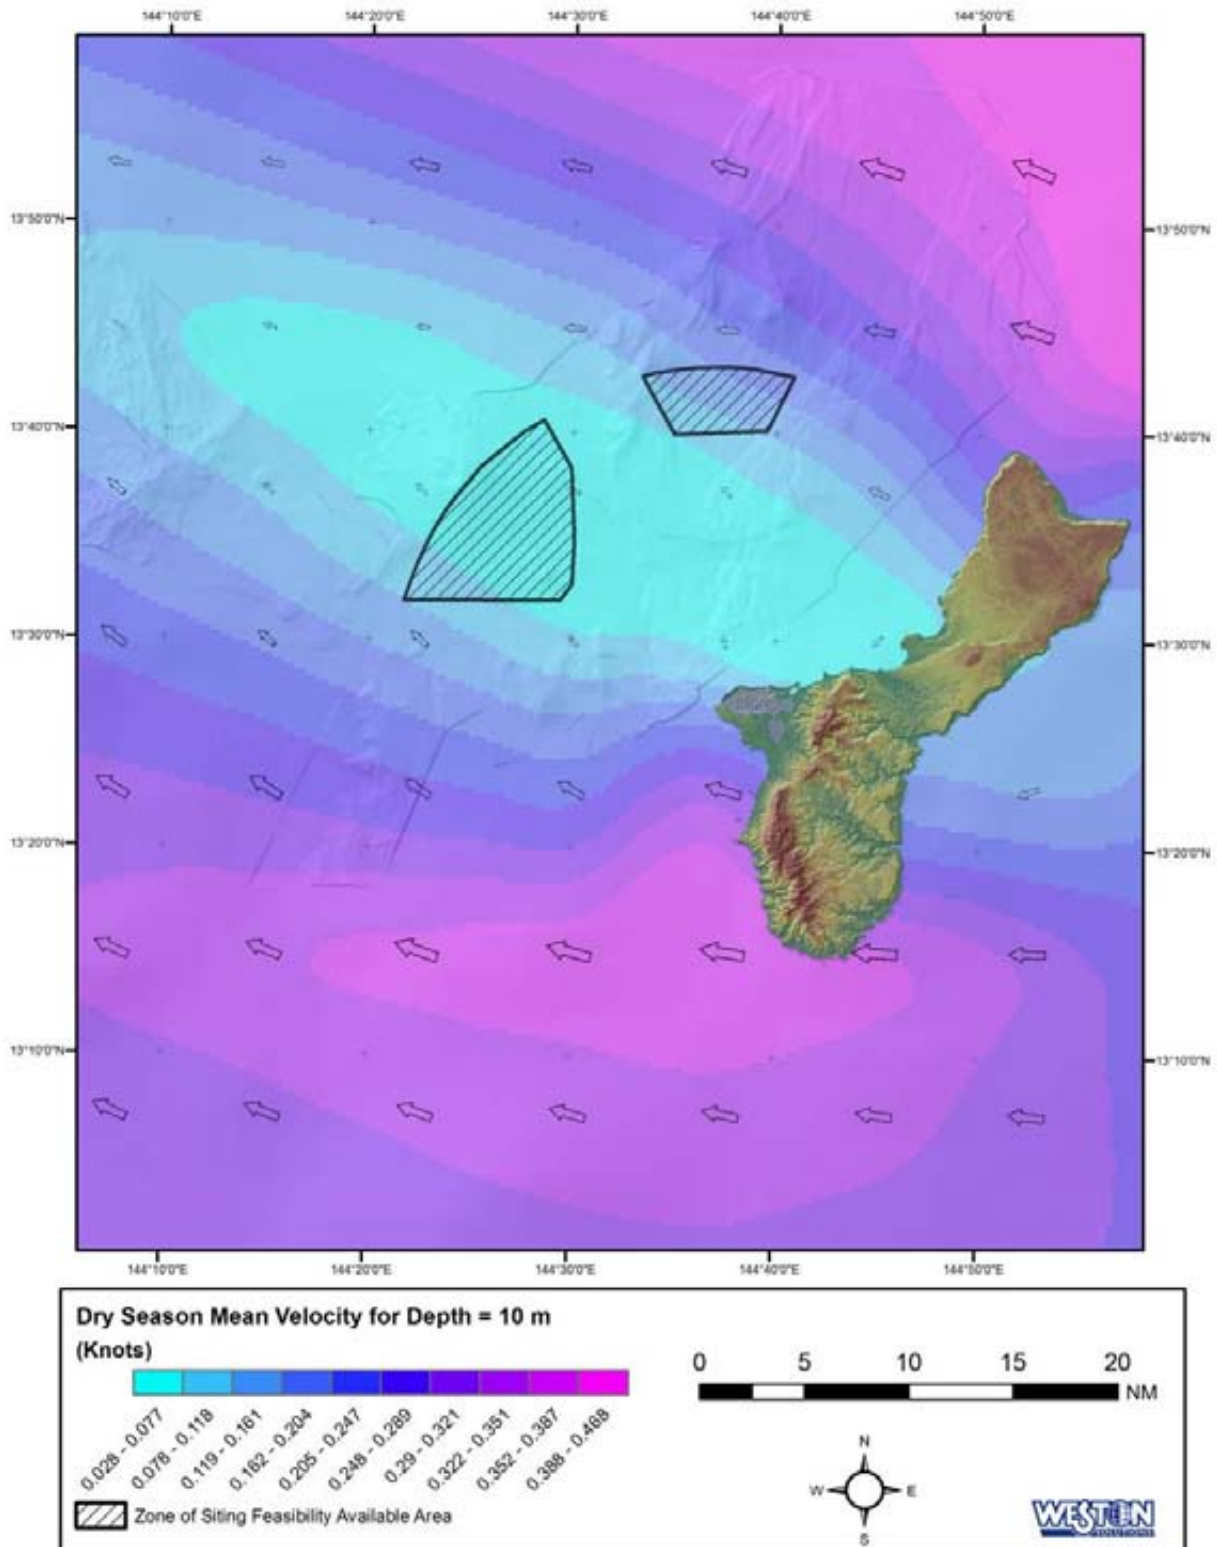 144°10'0"E 144°20'0"E 144°30'0"E 144°40'0"E 144°50'0"E
13°50'0"N 13°50'0"N
13°40'0"N 13°40'0"N
13°30'0"N 13°30'0"N
13°20'0"N 13°20'0"N
13°10'0"N 13°10'0"N
144°10'0"E 144°20'0"E 144°30'0"E 144°40'0"E 144°50'0"E
Dry Season Mean Velocity for Depth = 10 m
(Knots)
0.028 - 0.077
0.078 - 0.118
0.119 - 0.161
0.162 - 0.204
0.205 - 0.247
0.248 - 0.289
0.29 - 0.321
0.322 - 0.351
0.352 - 0.387
0.388 - 0.468
Zone of Siting Feasibility Available Area
0 5 10 15 20
NM
N
W E
S
WESTON
SOLUTIONS